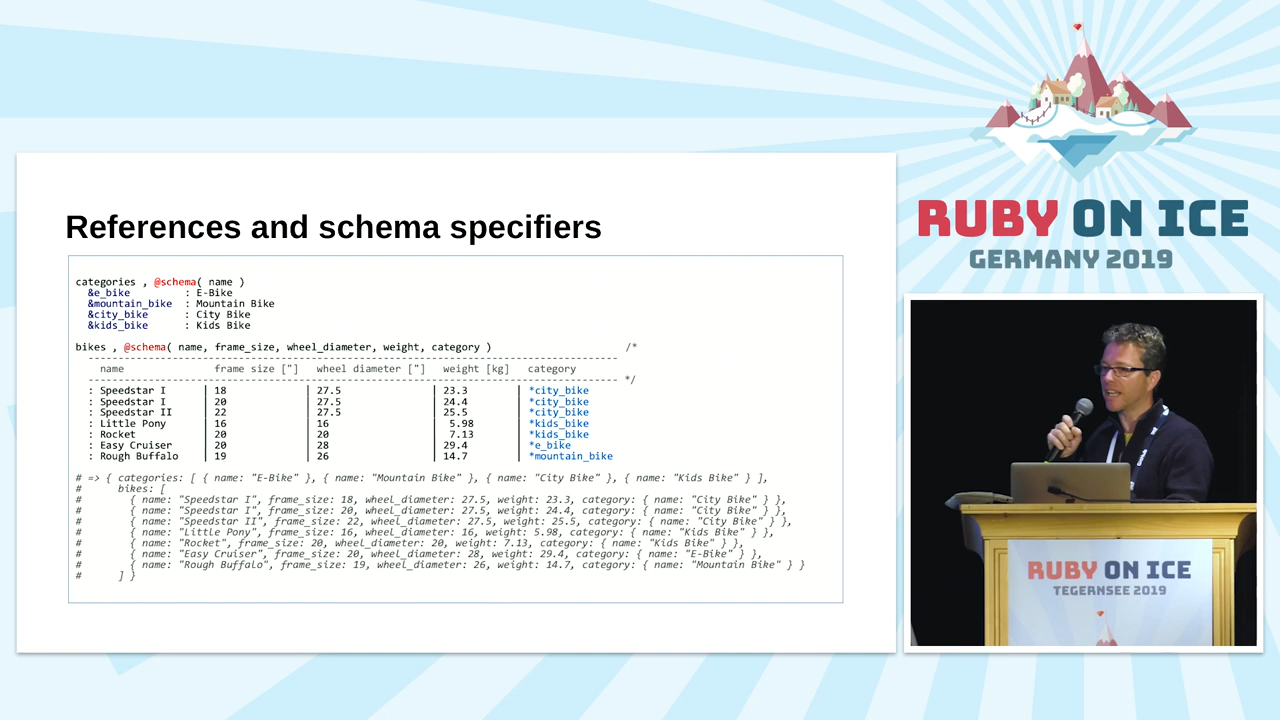 RUBY ON ICE
GERMANY 2019
References and schema specifiers
categories , @schema( name )
&e_bike : E-Bike
&mountain_bike : Mountain Bike
&city_bike : City Bike
&kids_bike : Kids Bike
bikes , @schema( name, frame_size, wheel_diameter, weight, category ) /*
------------------------------------------------------------------------------------
name frame size ["] wheel diameter ["] weight [kg] category
------------------------------------------------------------------------------------ */
: Speedstar I | 18 | 27.5 | 23.3 | *city_bike
: Speedstar I | 20 | 27.5 | 24.4 | *city_bike
: Speedstar II | 22 | 27.5 | 25.5 | *city_bike
: Little Pony | 16 | 16 | 5.98 | *kids_bike
: Rocket | 20 | 20 | 7.13 | *kids_bike
: Easy Cruiser | 20 | 28 | 29.4 | *e_bike
: Rough Buffalo | 19 | 26 | 14.7 | *mountain_bike
# => { categories: [ { name: "E-Bike" }, { name: "Mountain Bike" }, { name: "City Bike" }, { name: "Kids Bike" } ],
# bikes: [
# { name: "Speedstar I", frame_size: 18, wheel_diameter: 27.5, weight: 23.3, category: { name: "City Bike" } },
# { name: "Speedstar I", frame_size: 20, wheel_diameter: 27.5, weight: 24.4, category: { name: "City Bike" } },
# { name: "Speedstar II", frame_size: 22, wheel_diameter: 27.5, weight: 25.5, category: { name: "City Bike" } },
# { name: "Little Pony", frame_size: 16, wheel_diameter: 16, weight: 5.98, category: { name: "Kids Bike" } },
# { name: "Rocket", frame_size: 20, wheel_diameter: 20, weight: 7.13, category: { name: "Kids Bike" } },
# { name: "Easy Cruiser", frame_size: 20, wheel_diameter: 28, weight: 29.4, category: { name: "E-Bike" } },
# { name: "Rough Buffalo", frame_size: 19, wheel_diameter: 26, weight: 14.7, category: { name: "Mountain Bike" } }
# ] }
RUBY ON ICE
TEGERNSEE 2019